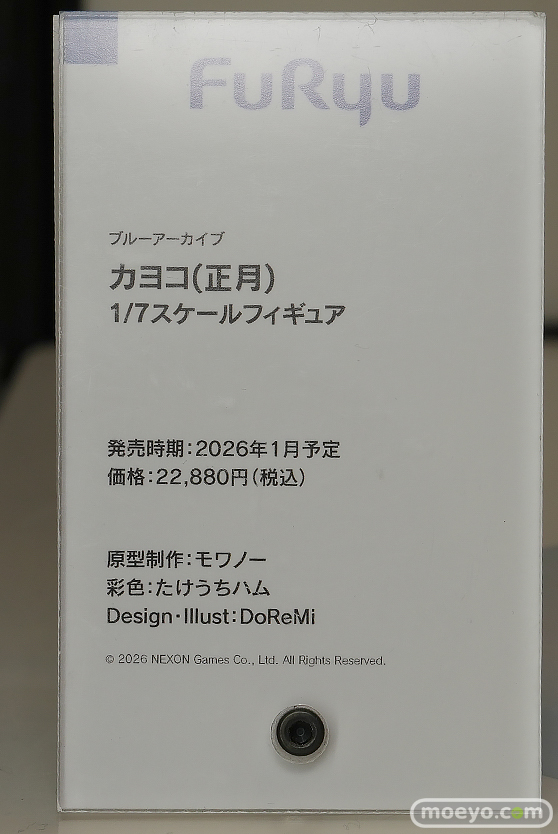 FuRyu
ブルーアーカイブ
カヨコ(正月)
1/7スケールフィギュア
発売時期:2026年1月予定
価格:22,880円(税込)
原型制作:モワノー
彩色:たけうちハム
Design・Illust:DoReMi
© 2026 NEXON Games Co., Ltd. All Rights Reserved.
moeyo.com